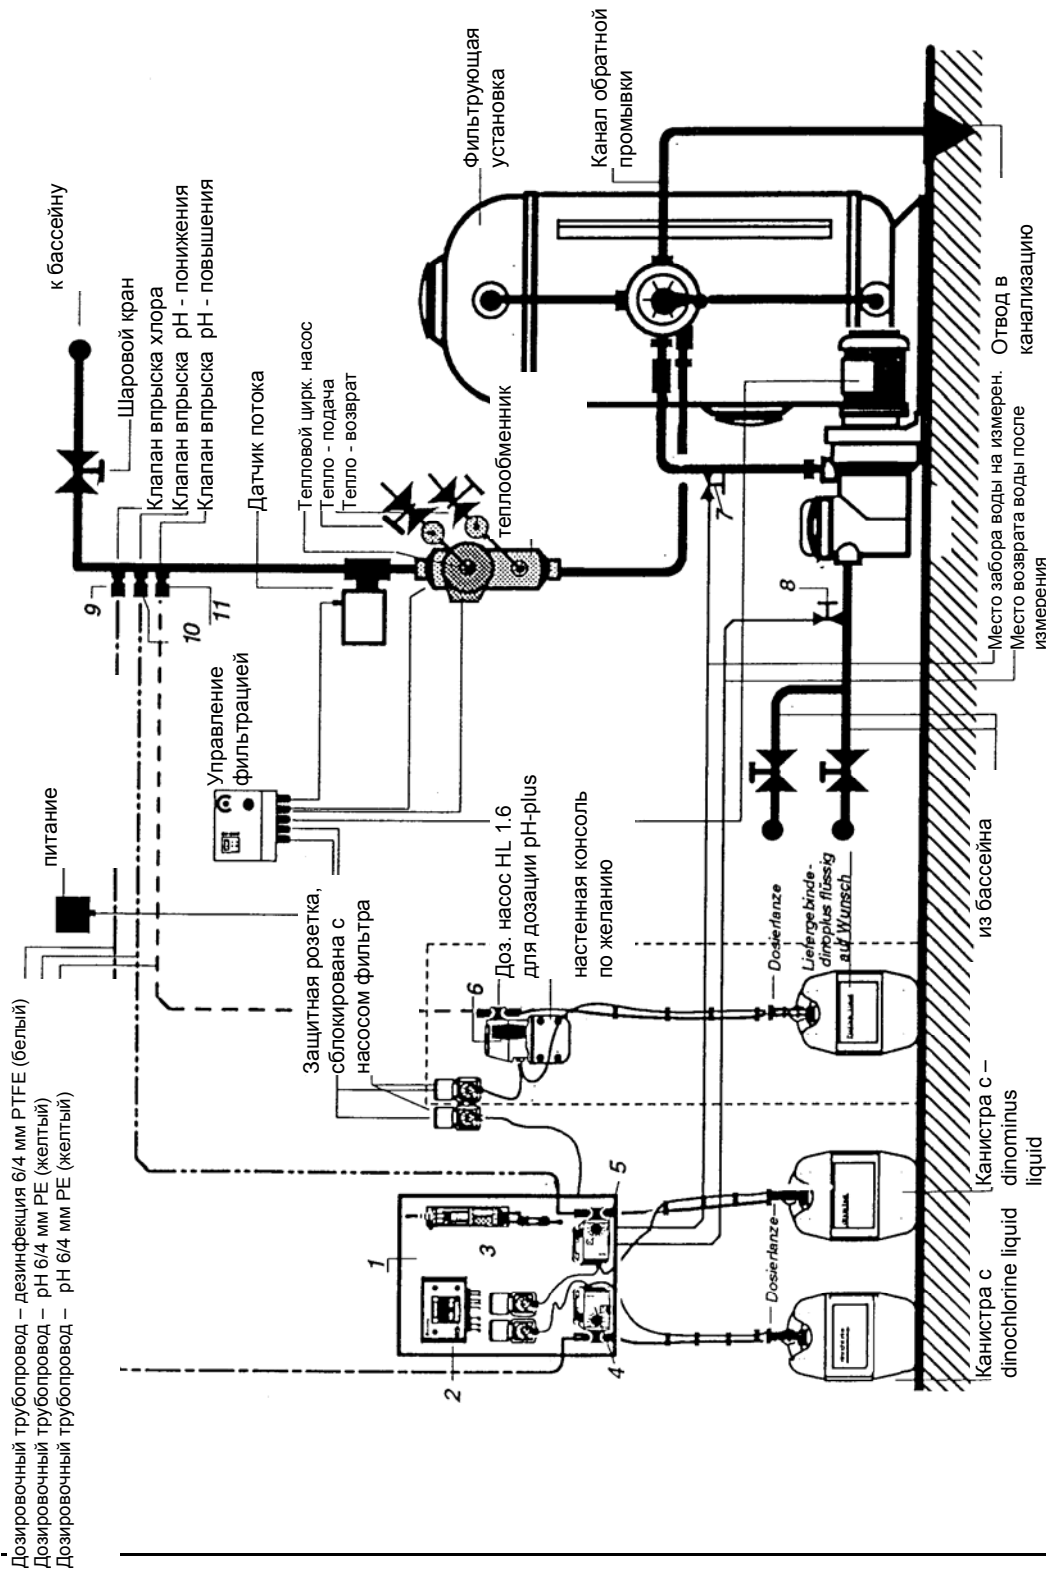 Дозировочный трубопровод – дезинфекция 6/4 мм PTFE (белый)
Дозировочный трубопровод – pH 6/4 мм PE (желтый)
Дозировочный трубопровод – pH 6/4 мм PE (желтый)
питание
к бассейну
Шаровой кран
Клапан впрыска хлора
Клапан впрыска pH - понижения
Клапан впрыска pH - повышения
9
10
11
Датчик потока
Управление
фильтрацией
Тепловой цирк. насос
Тепло - подача
Тепло - возврат
теплообменник
Фильтрующая
установка
Канал обратной
промывки
Защитная розетка,
сблокирована с
насосом фильтра
Доз. насос HL 1.6
для дозации pH-plus
настенная консоль
по желанию
1
2
3
4
5
6
7
8
Dosierlanze
Dosierlanze
Liefergebinde-
dinoplus flüssig
auf Wunsch
Канистра с
dinochlorine liquid
Канистра с –
dinominus
liquid
из бассейна
Место забора воды на измерен.
Место возврата воды после
измерения
Отвод в
канализацию